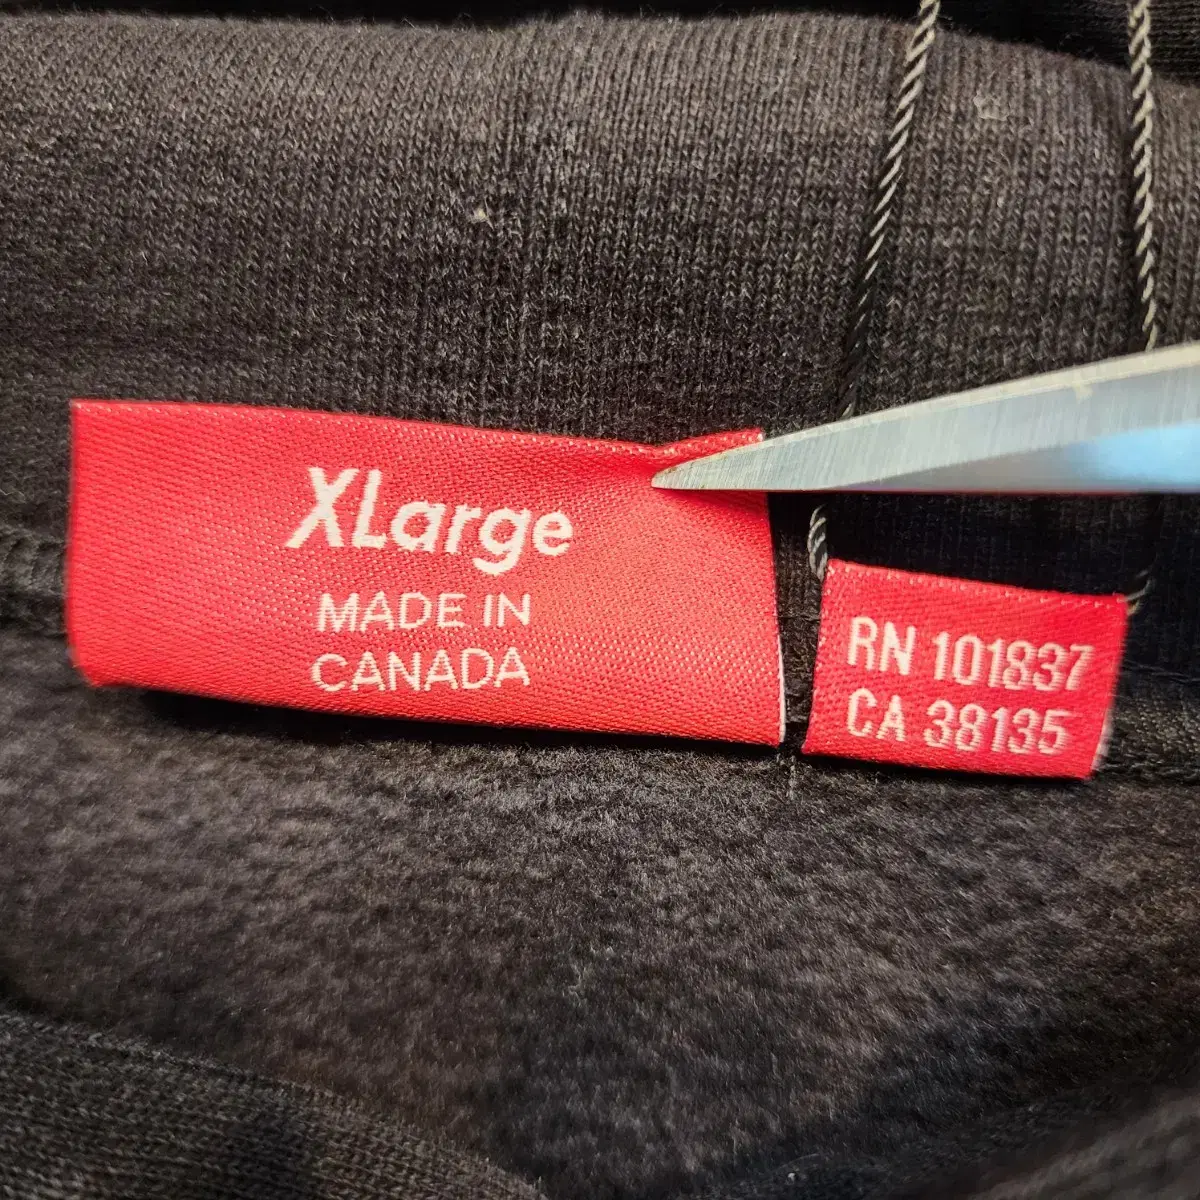 XLarge
MADE IN
CANADA
RN 101837
CA 38135